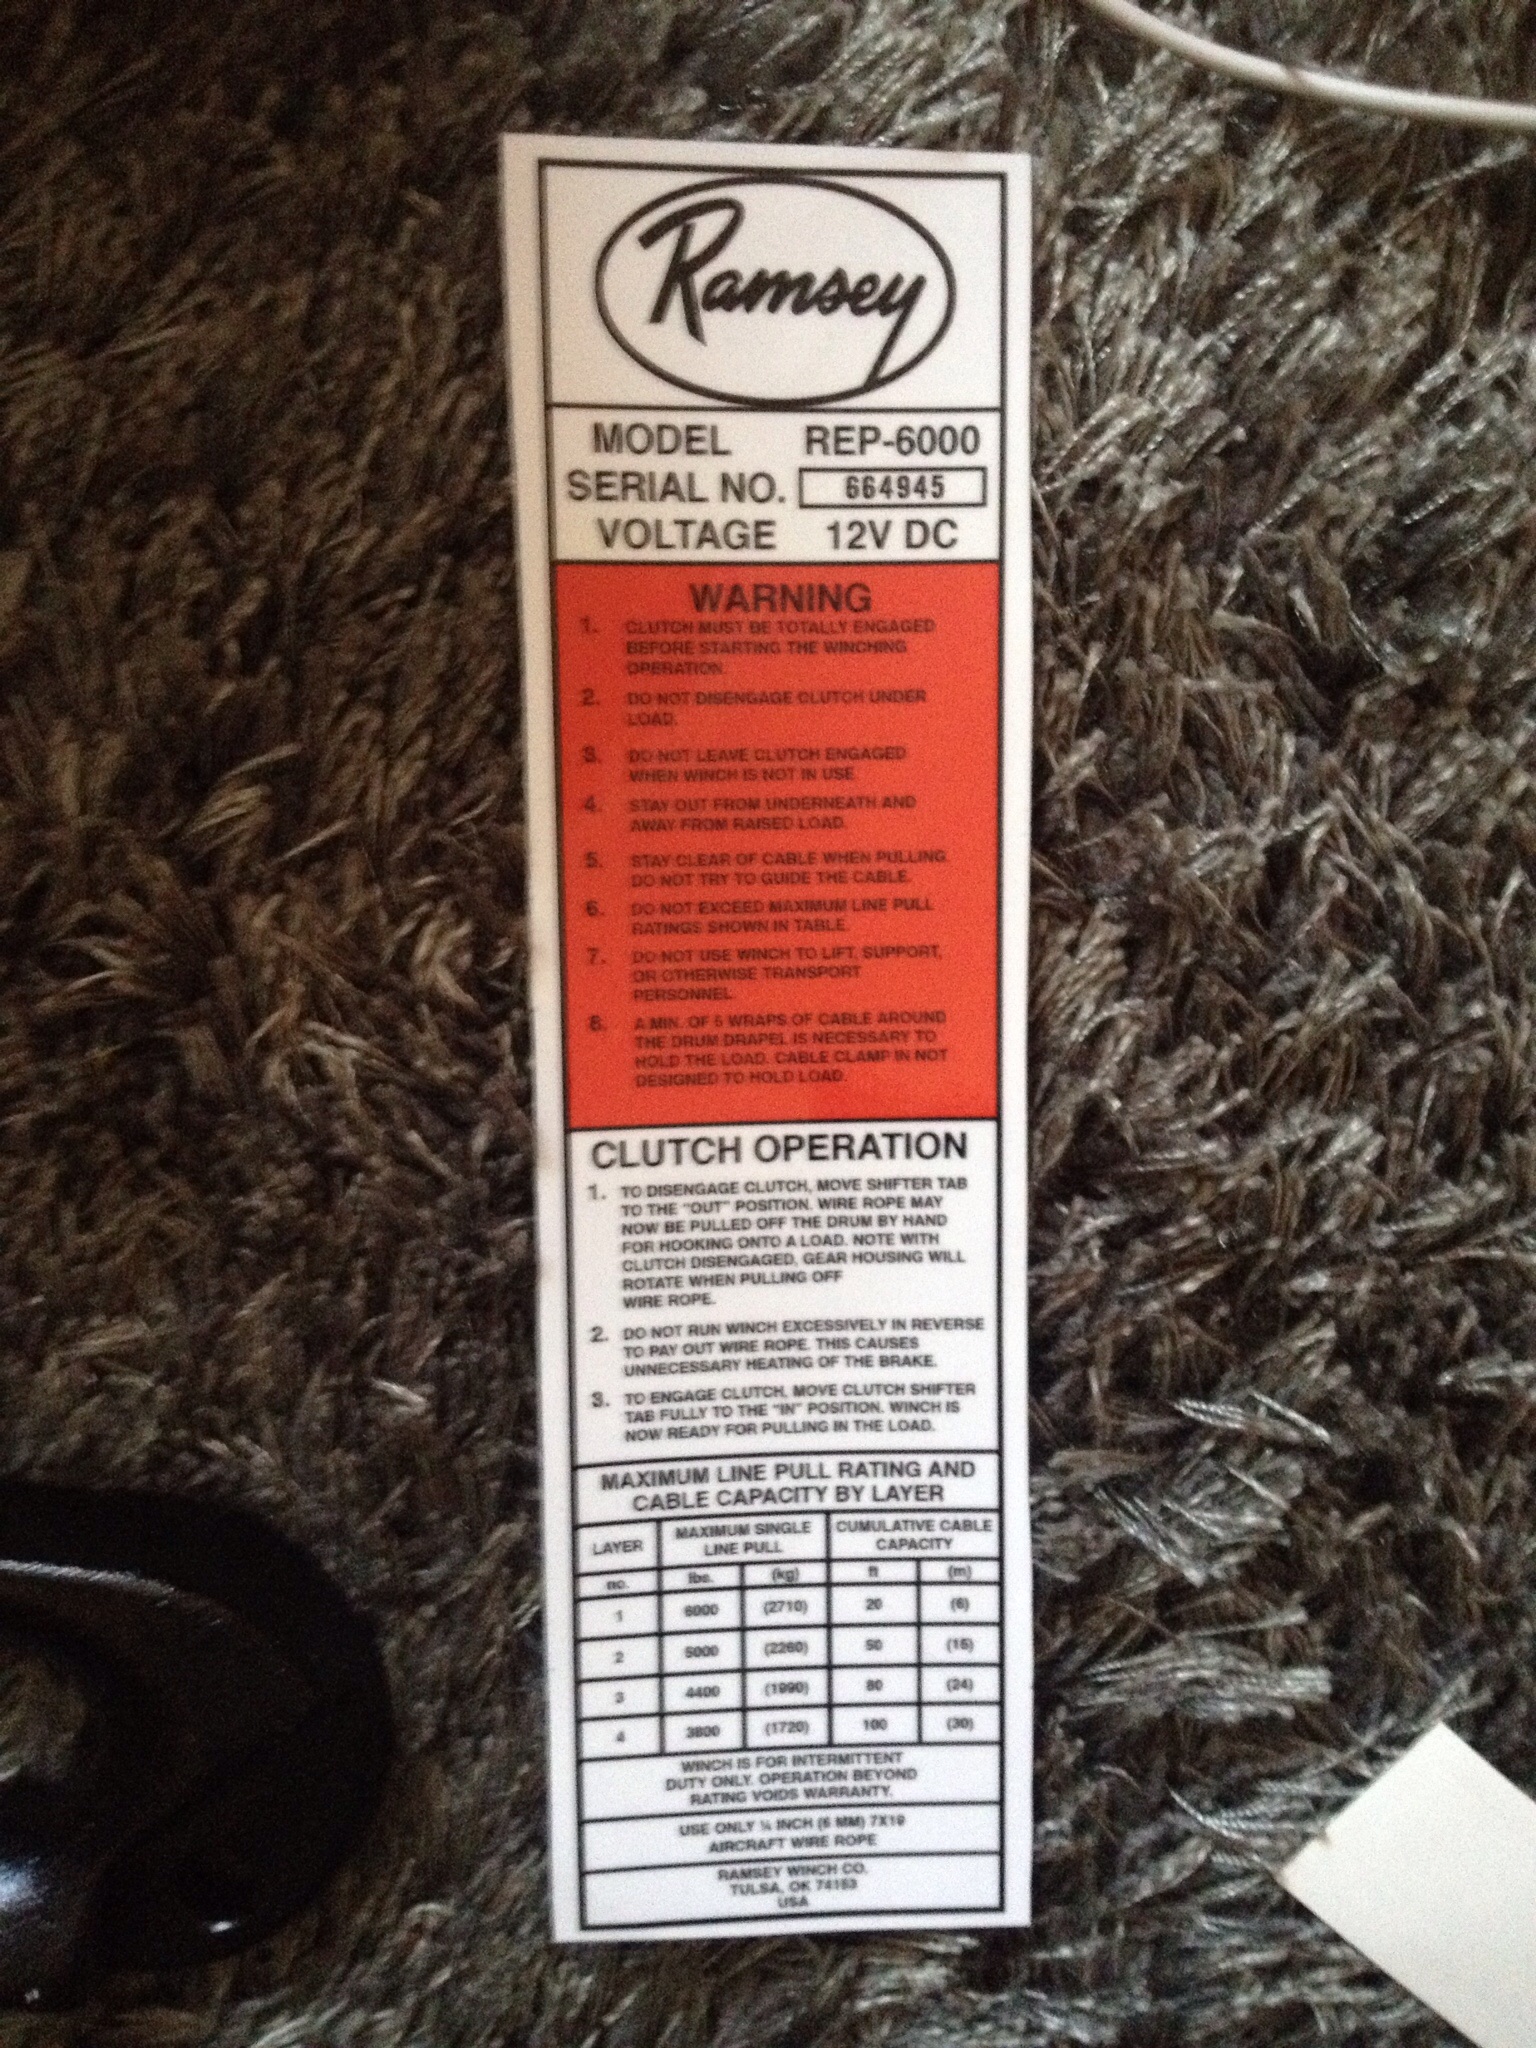 Ramsey
MODEL REP-6000
SERIAL NO. 664945
VOLTAGE 12V DC
WARNING
1. CLUTCH MUST BE TOTALLY ENGAGED
BEFORE STARTING THE WINCHING
OPERATION.
2. DO NOT DISENGAGE CLUTCH UNDER
LOAD.
3. DO NOT LEAVE CLUTCH ENGAGED
WHEN WINCH IS NOT IN USE
4. STAY OUT FROM UNDERNEATH AND
AWAY FROM RAISED LOAD.
5. STAY CLEAR OF CABLE WHEN PULLING.
DO NOT TRY TO GUIDE THE CABLE.
6. DO NOT EXCEED MAXIMUM LINE PULL
RATINGS SHOWN IN TABLE.
7. DO NOT USE WINCH TO LIFT, SUPPORT,
OR OTHERWISE TRANSPORT
PERSONNEL
8. A MIN. OF 5 WRAPS OF CABLE AROUND
THE DRUM DRAPEL IS NECESSARY TO
HOLD THE LOAD. CABLE CLAMP IN NOT
DESIGNED TO HOLD LOAD.
CLUTCH OPERATION
1. TO DISENGAGE CLUTCH, MOVE SHIFTER TAB
TO THE "OUT" POSITION. WIRE ROPE MAY
NOW BE PULLED OFF THE DRUM BY HAND
FOR HOOKING ONTO A LOAD. NOTE WITH
CLUTCH DISENGAGED, GEAR HOUSING WILL
ROTATE WHEN PULLING OFF
WIRE ROPE.
2. DO NOT RUN WINCH EXCESSIVELY IN REVERSE
TO PAY OUT WIRE ROPE. THIS CAUSES
UNNECESSARY HEATING OF THE BRAKE.
3. TO ENGAGE CLUTCH, MOVE CLUTCH SHIFTER
TAB FULLY TO THE "IN" POSITION. WINCH IS
NOW READY FOR PULLING IN THE LOAD.
MAXIMUM LINE PULL RATING AND
CABLE CAPACITY BY LAYER
LAYER MAXIMUM SINGLE LINE PULL CUMULATIVE CABLE CAPACITY
no. lbs. (kg) ft (m)
1 6000 (2710) 20 (6)
2 5000 (2260) 50 (15)
3 4400 (1990) 80 (24)
4 3800 (1720) 100 (30)
WINCH IS FOR INTERMITTENT
DUTY ONLY. OPERATION BEYOND
RATING VOIDS WARRANTY.
USE ONLY ¼ INCH (6 MM) 7X19
AIRCRAFT WIRE ROPE
RAMSEY WINCH CO.
TULSA, OK 74153
USA